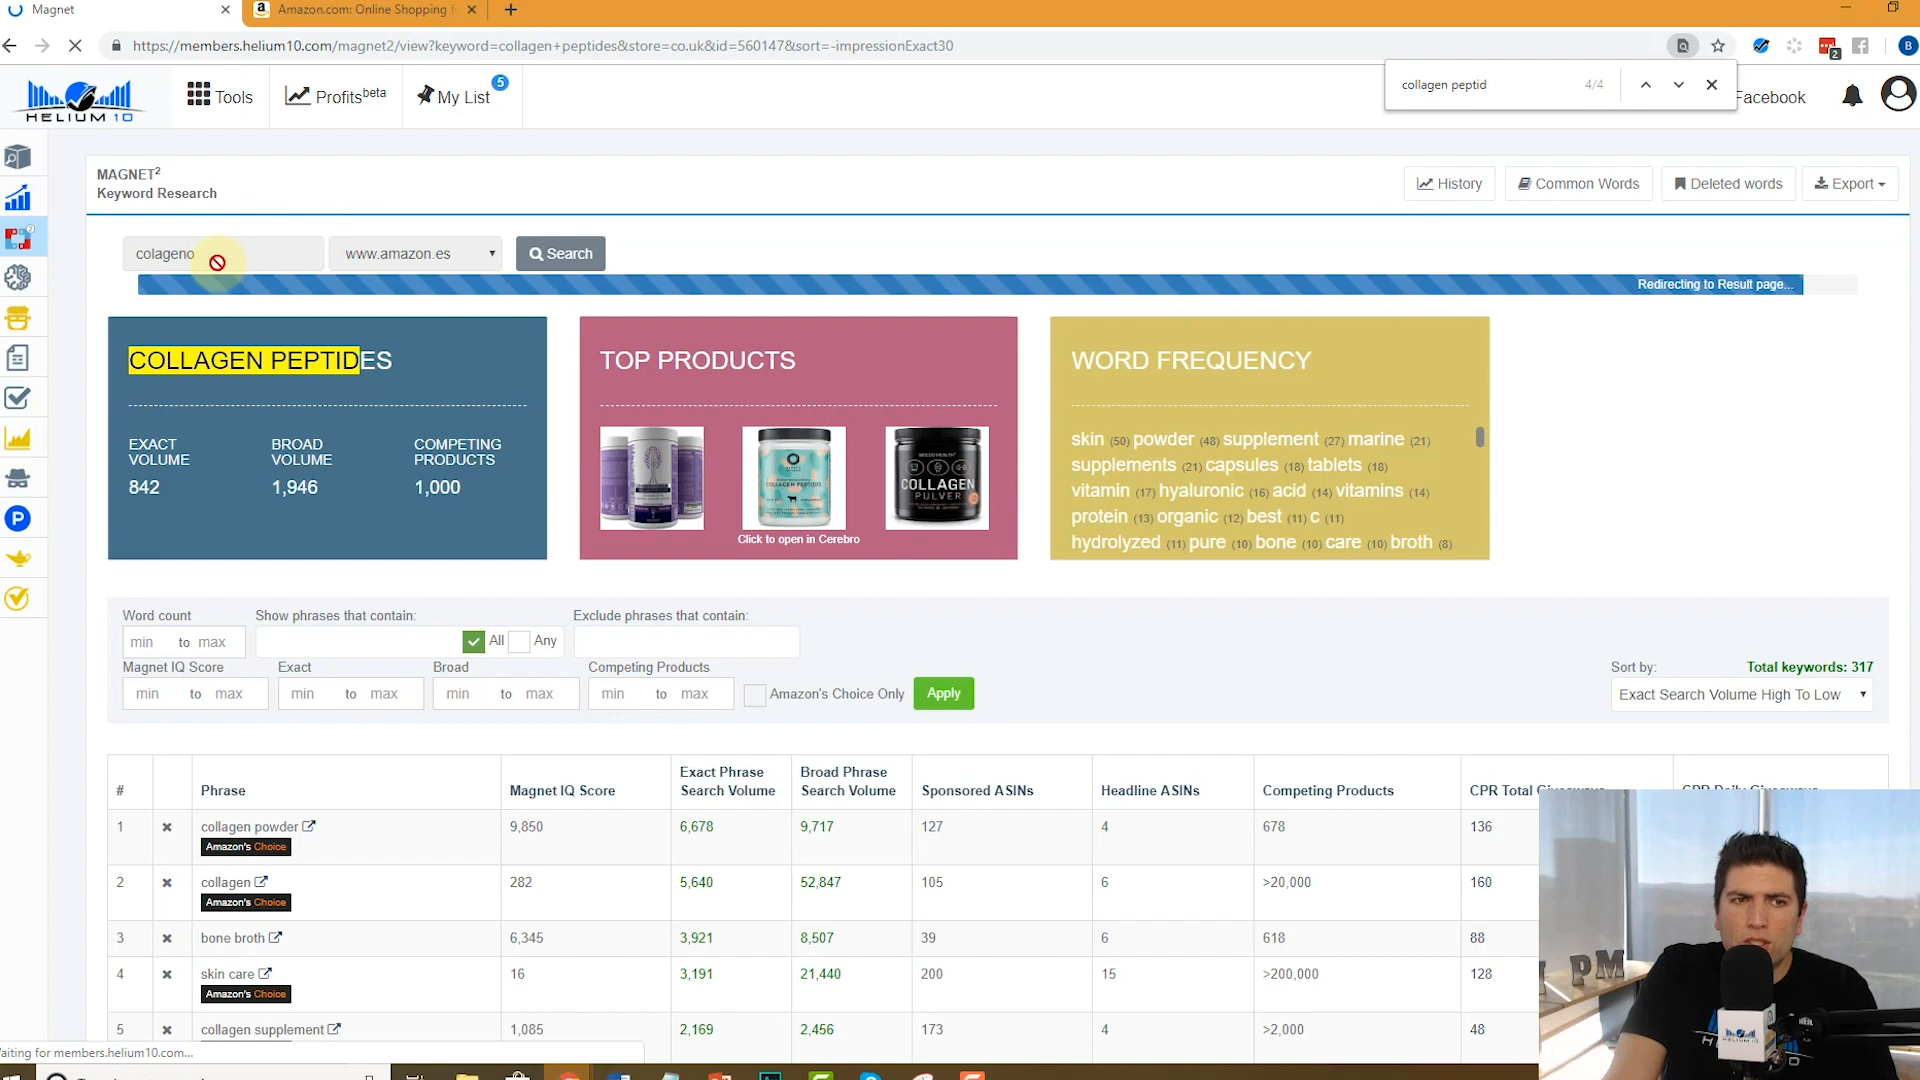 Magnet
Amazon.com: Online Shopping
https://members.helium10.com/magnet2/view?keyword=collagen+peptides&store=co.uk&id=560147&sort=-impressionExact30
2
B
HELIUM 10
Tools
Profits beta
My List
5
collagen peptid
4/4
Facebook
MAGNET2
Keyword Research
History
Common Words
Deleted words
Export
colageno
www.amazon.es
Search
Redirecting to Result page...
COLLAGEN PEPTIDES
EXACT VOLUME
842
BROAD VOLUME
1,946
COMPETING PRODUCTS
1,000
TOP PRODUCTS
COLLAGEN PEPTIDES
COLLAGEN
PULVER
Click to open in Cerebro
WORD FREQUENCY
skin (50) powder (48) supplement (27) marine (21)
supplements (21) capsules (18) tablets (18)
vitamin (17) hyaluronic (16) acid (14) vitamins (14)
protein (13) organic (12) best (11) c (11)
hydrolyzed (11) pure (10) bone (10) care (10) broth (8)
Word count
min to max
Show phrases that contain:
All
Any
Exclude phrases that contain:
Magnet IQ Score
min to max
Exact
min to max
Broad
min to max
Competing Products
min to max
Amazon's Choice Only
Apply
Sort by:
Total keywords: 317
Exact Search Volume High To Low
# Phrase Magnet IQ Score Exact Phrase Search Volume Broad Phrase Search Volume Sponsored ASINs Headline ASINs Competing Products CPR Total
1 collagen powder 9,850 6,678 9,717 127 4 678 136
Amazon's Choice
2 collagen 282 5,640 52,847 105 6 >20,000 160
Amazon's Choice
3 bone broth 6,345 3,921 8,507 39 6 618 88
4 skin care 16 3,191 21,440 200 15 >200,000 128
Amazon's Choice
5 collagen supplement 1,085 2,169 2,456 173 4 >2,000 48
aiting for members.helium10.com...
P
PM